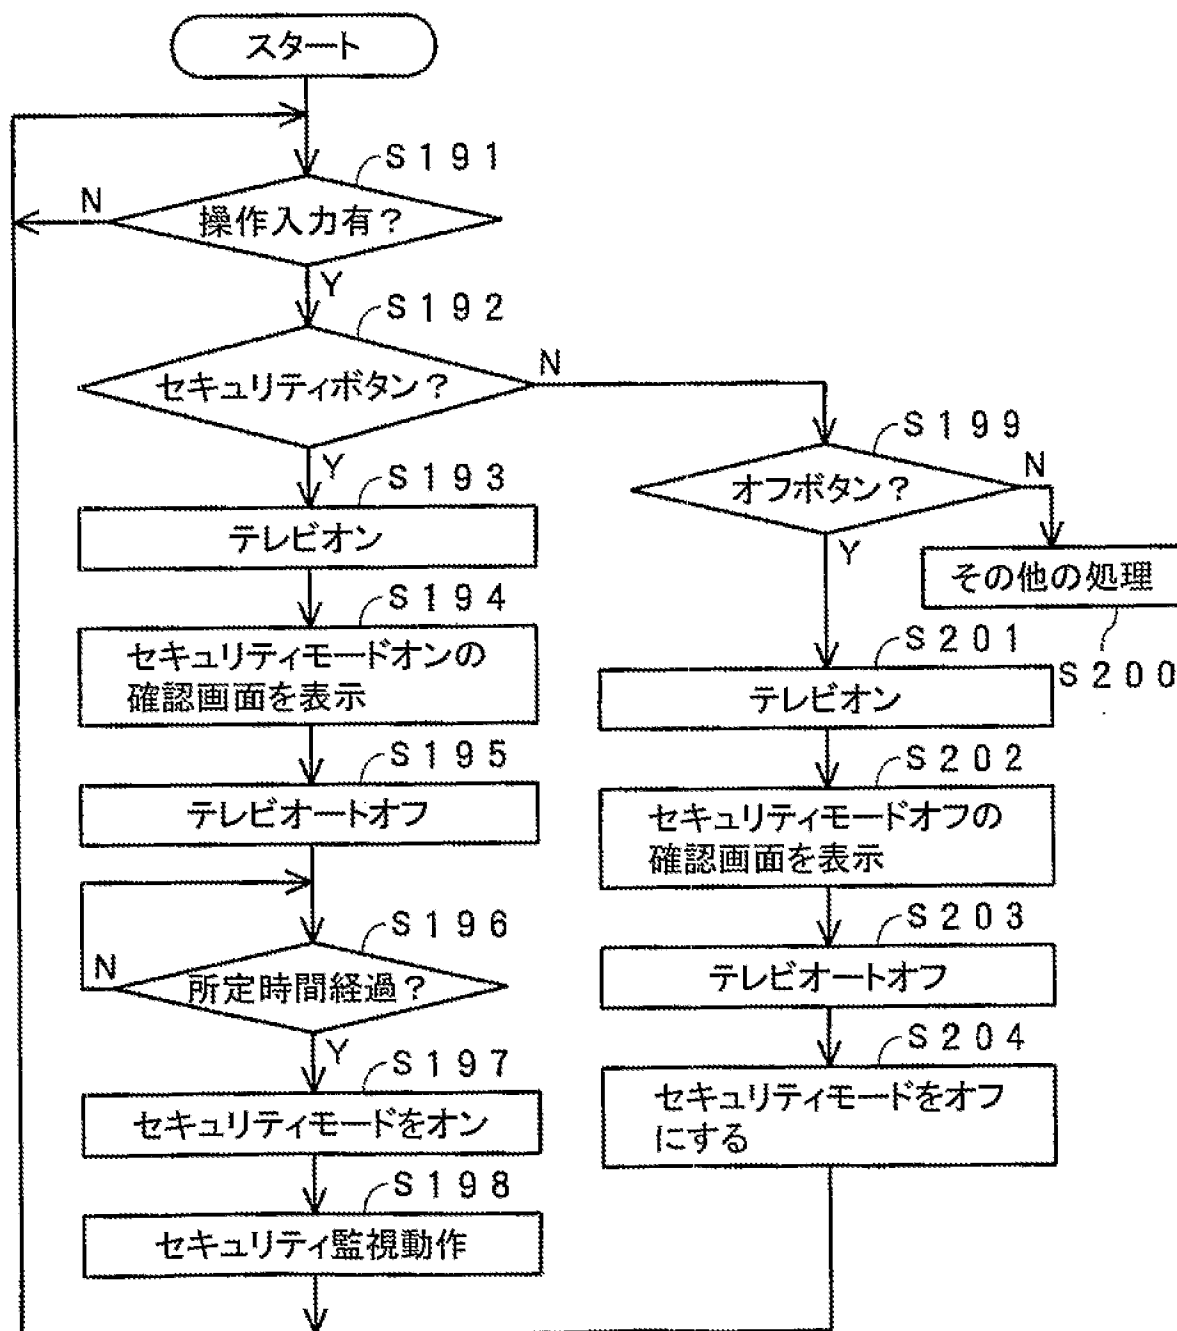 スタート
S191
操作入力有?
N
Y
S192
セキュリティボタン?
N
Y
S193
テレビオン
S194
セキュリティモードオンの
確認画面を表示
S195
テレビオートオフ
S196
所定時間経過?
N
Y
S197
セキュリティモードをオン
S198
セキュリティ監視動作
S199
オフボタン?
N
Y
その他の処理
S200
S201
テレビオン
S202
セキュリティモードオフの
確認画面を表示
S203
テレビオートオフ
S204
セキュリティモードをオフ
にする